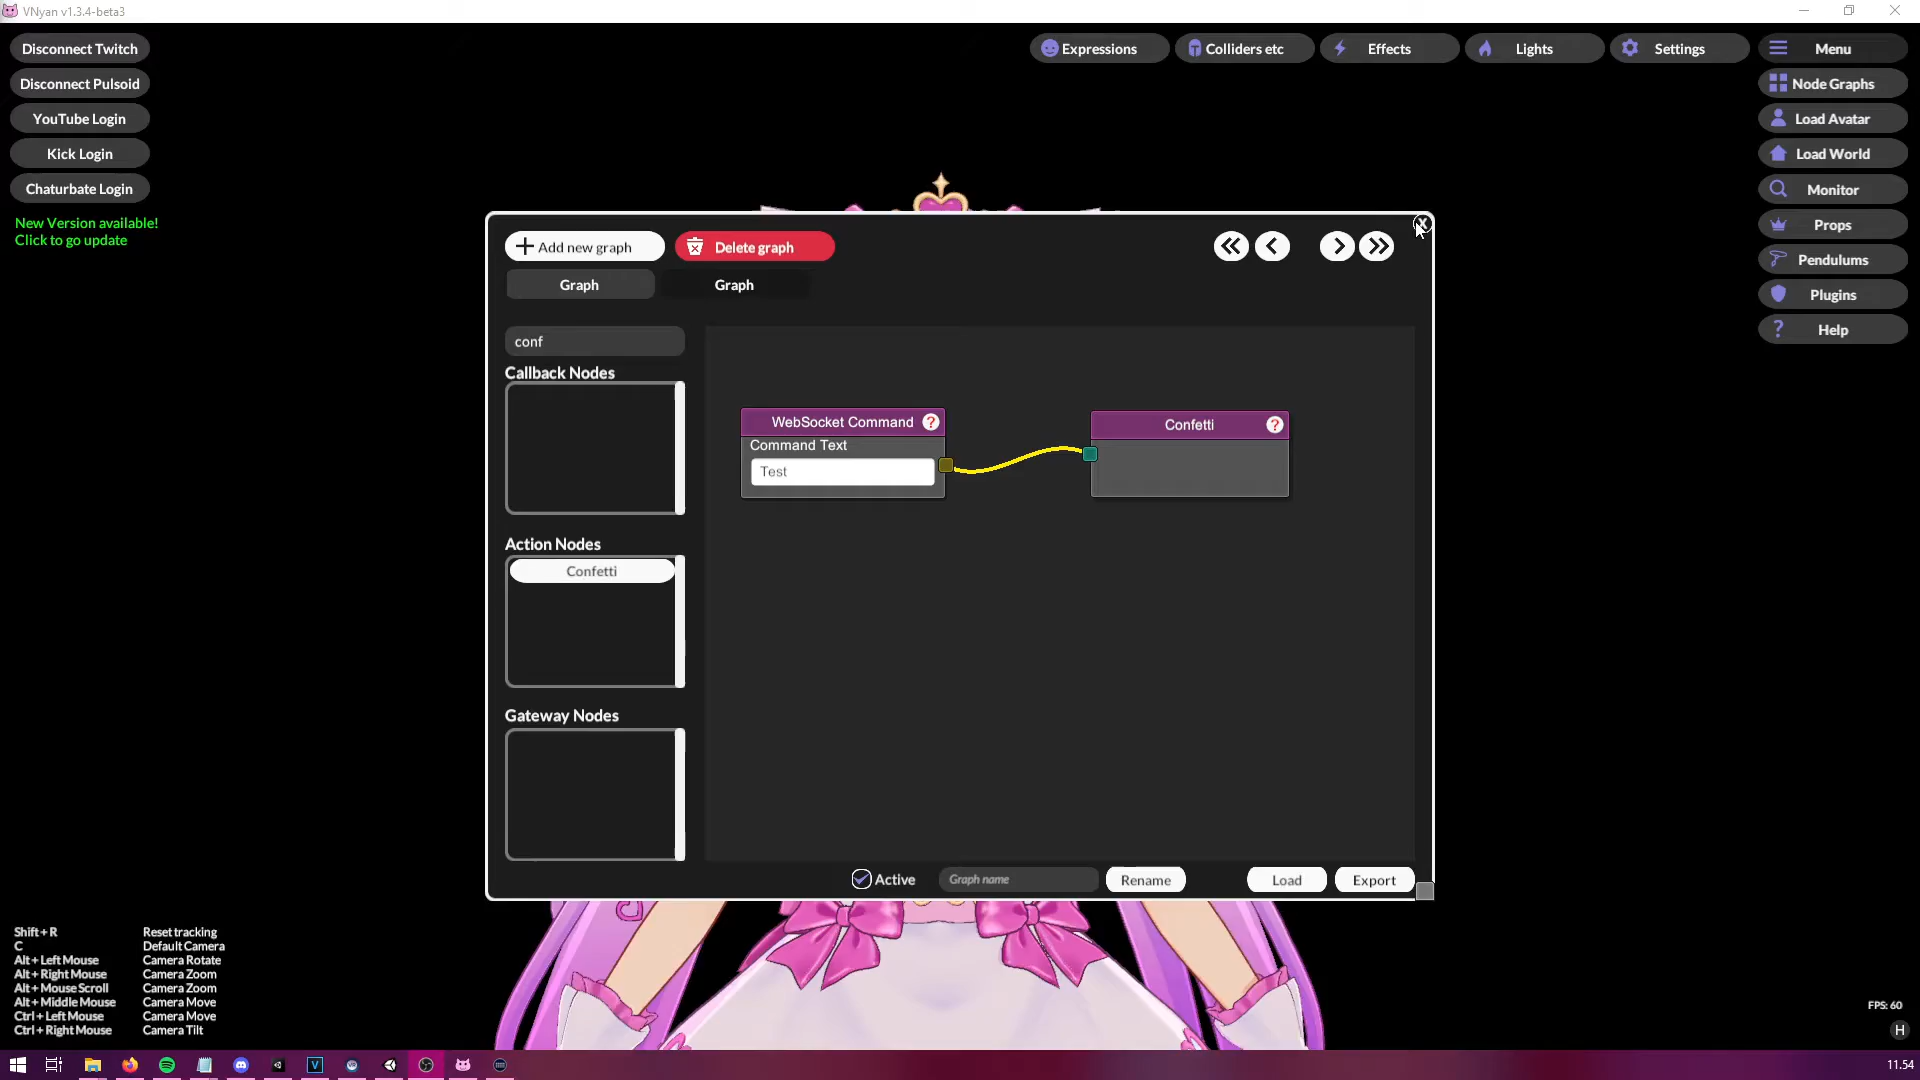 VNyan v1.3.4-beta3
Disconnect Twitch
Disconnect Pulsoid
YouTube Login
Kick Login
Chaturbate Login
New Version available!
Click to go update
Expressions
Colliders etc
Effects
Lights
Settings
Menu
Node Graphs
Load Avatar
Load World
Monitor
Props
Pendulums
Plugins
? Help
X
+ Add new graph
Delete graph
Graph
Graph
conf
Callback Nodes
Action Nodes
Confetti
Gateway Nodes
WebSocket Command ?
Command Text
Test
Confetti ?
Active
Graph name
Rename
Load
Export
Shift + R Reset tracking
C Default Camera
Alt + Left Mouse Camera Rotate
Alt + Right Mouse Camera Zoom
Alt + Mouse Scroll Camera Zoom
Alt + Middle Mouse Camera Move
Ctrl + Left Mouse Camera Move
Ctrl + Right Mouse Camera Tilt
FPS: 60
H
V
11.54